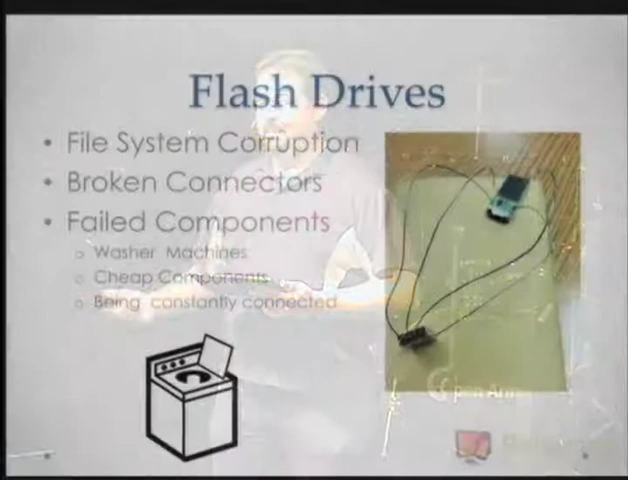 Flash Drives
• File System Corruption
• Broken Connectors
• Failed Components
o Washer Machines
o Cheap Components
o Being constantly connected